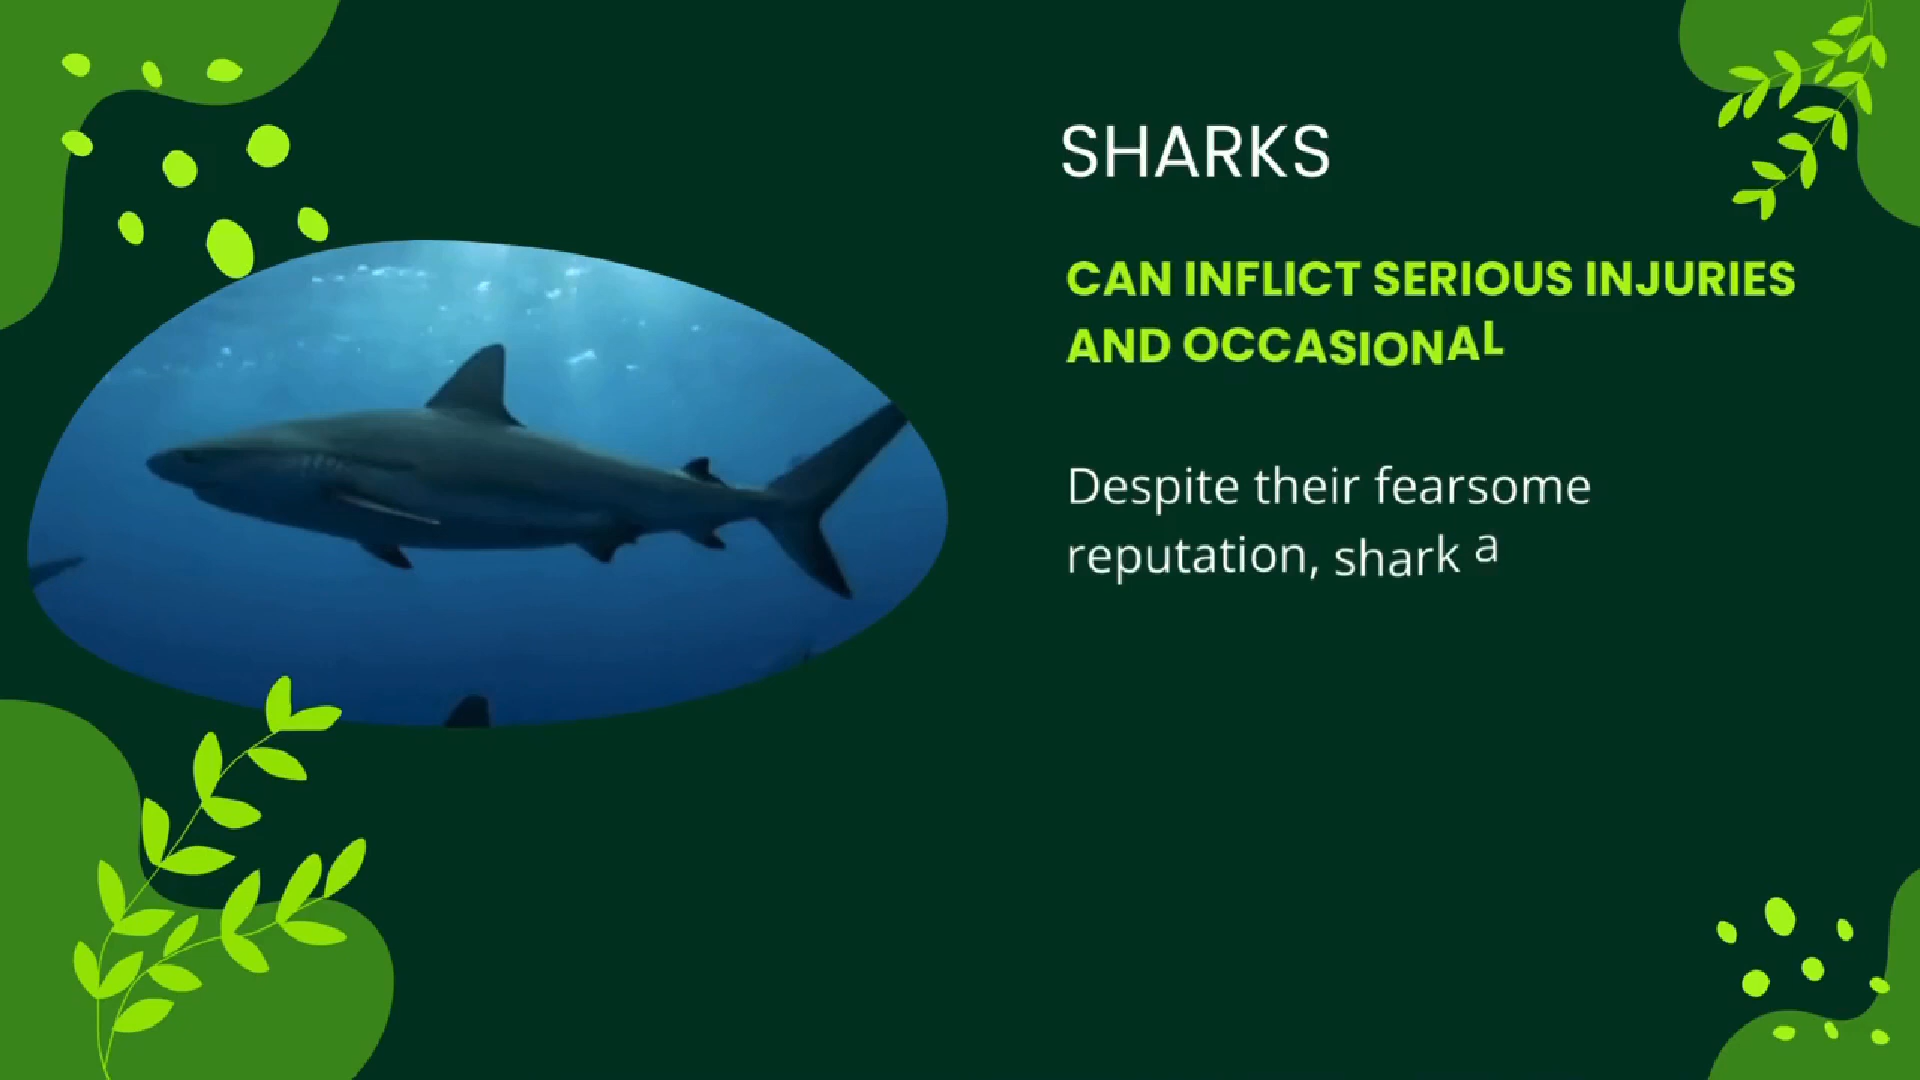 SHARKS
CAN INFLICT SERIOUS INJURIES
AND OCCASIONAL
Despite their fearsome
reputation, shark a